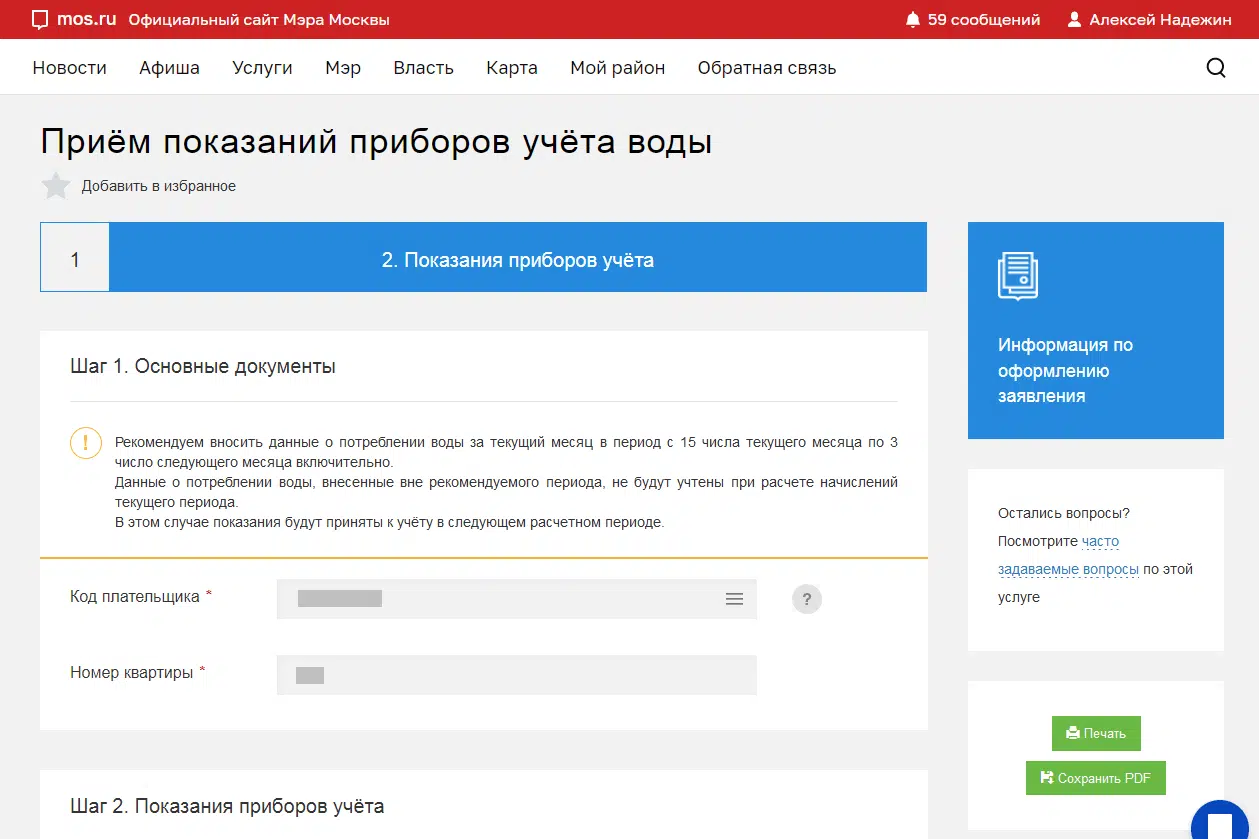 mos.ru Официальный сайт Мэра Москвы
59 сообщений
Алексей Надежин
Новости Афиша Услуги Мэр Власть Карта Мой район Обратная связь
Приём показаний приборов учёта воды
Добавить в избранное
1
2. Показания приборов учёта
Шаг 1. Основные документы
!
Рекомендуем вносить данные о потреблении воды за текущий месяц в период с 15 числа текущего месяца по 3
число следующего месяца включительно.
Данные о потреблении воды, внесенные вне рекомендуемого периода, не будут учтены при расчете начислений
текущего периода.
В этом случае показания будут приняты к учёту в следующем расчетном периоде.
Код плательщика *
?
Номер квартиры *
Шаг 2. Показания приборов учёта
Информация по
оформлению
заявления
Остались вопросы?
Посмотрите часто
задаваемые вопросы по этой
услуге
Печать
Сохранить PDF